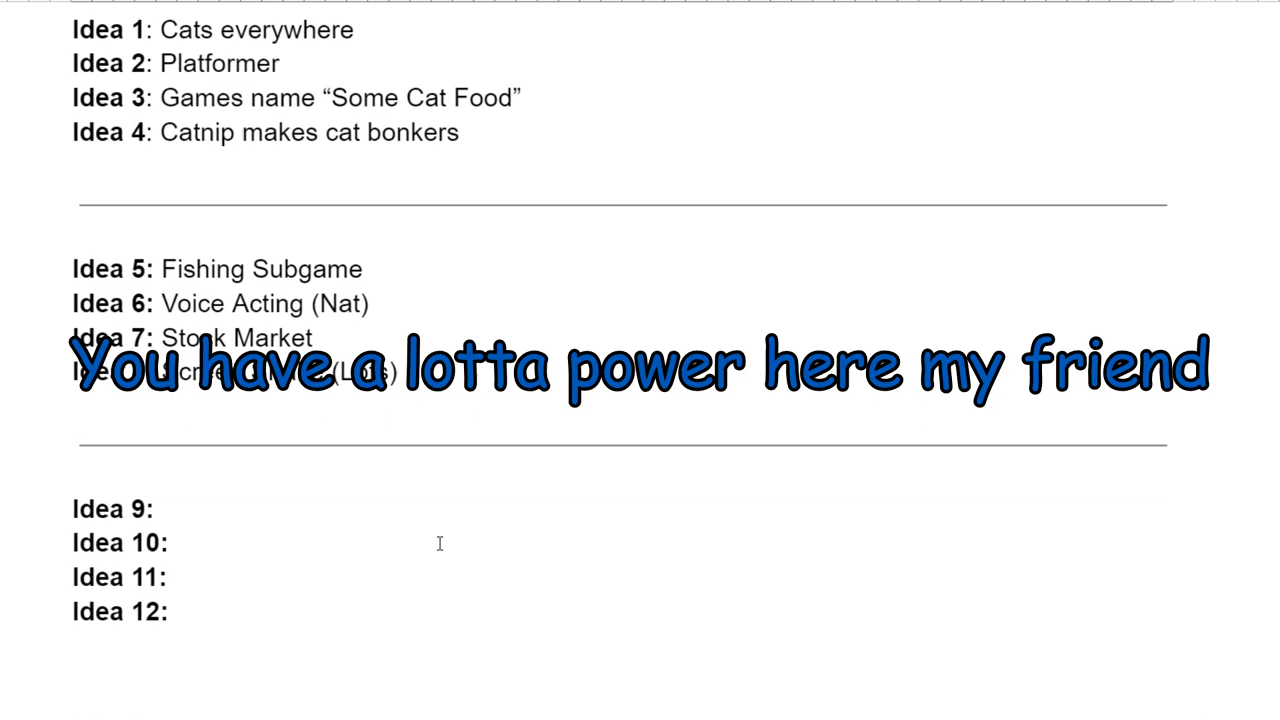 Idea 1: Cats everywhere
Idea 2: Platformer
Idea 3: Games name “Some Cat Food”
Idea 4: Catnip makes cat bonkers
Idea 5: Fishing Subgame
Idea 6: Voice Acting (Nat)
Idea 7: Stock Market
You have a lotta power here my friend
Idea 9:
Idea 10:
Idea 11:
Idea 12: